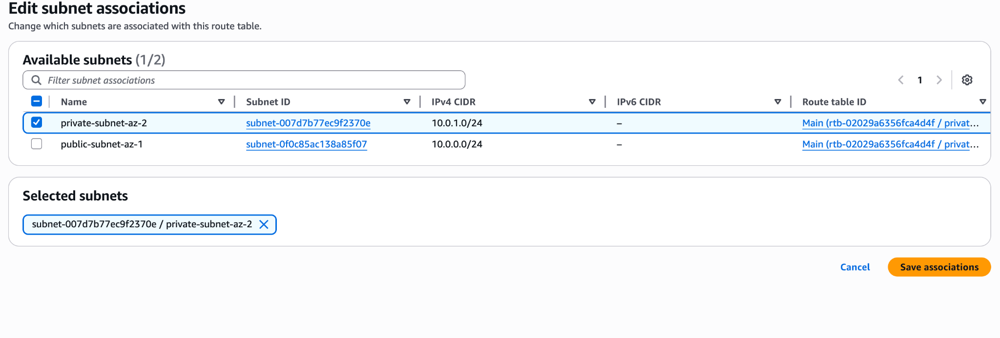 Edit subnet associations
Change which subnets are associated with this route table.
Available subnets (1/2)
Filter subnet associations
1
Name Subnet ID IPv4 CIDR IPv6 CIDR Route table ID
private-subnet-az-2 subnet-007d7b77ec9f2370e 10.0.1.0/24 – Main (rtb-02029a6356fca4d4f / privat...
public-subnet-az-1 subnet-0f0c85ac138a85f07 10.0.0.0/24 – Main (rtb-02029a6356fca4d4f / privat...
Selected subnets
subnet-007d7b77ec9f2370e / private-subnet-az-2
Cancel Save associations